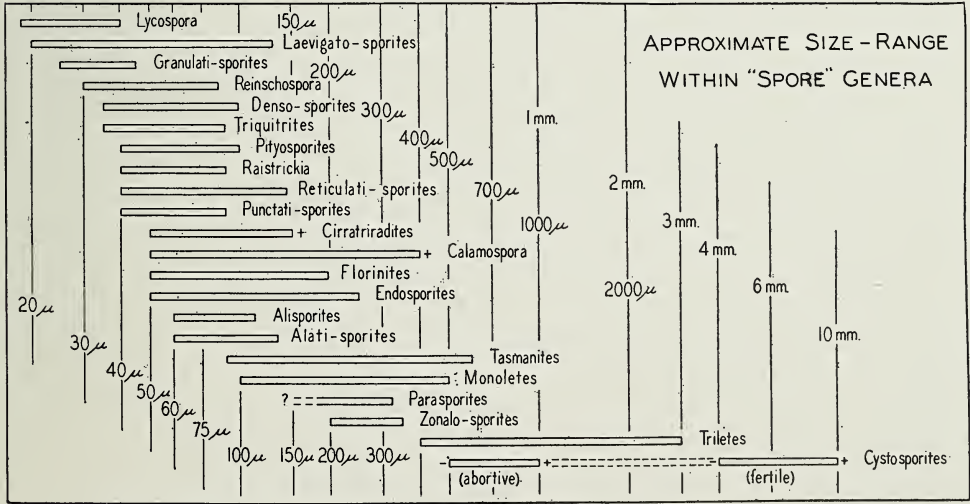 APPROXIMATE SIZE-RANGE
WITHIN "SPORE" GENERA
Lycospora
150µ
Laevigato-sporites
Granulati-sporites
200µ
Reinschospora
Denso-sporites
300µ
1 mm.
Triquitrites
400µ
Pityosporites
500µ
Raistrickia
Reticulati-sporites
700µ
2 mm.
Punctati-sporites
1000µ
3 mm.
+ Cirratriradites
+ Calamospora
4 mm.
Florinites
Endosporites
2000µ
6 mm.
20µ
Alisporites
Alati-sporites
10 mm.
30µ
Tasmanites
40µ
Monoletes
50µ
? Parasporites
60µ
Zonalo-sporites
75µ
Triletes
100µ
150µ
200µ
300µ
- + - + Cystosporites
(abortive)
(fertile)